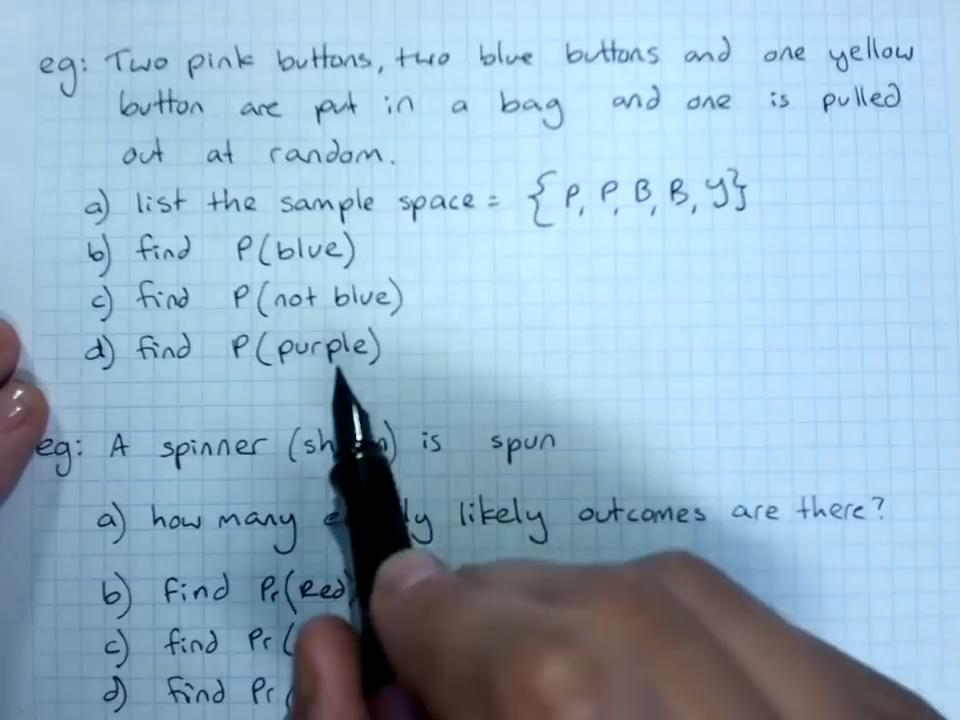 eg: Two pink buttons, two blue buttons and one yellow
button are put in a bag and one is pulled
out at random.
a) list the sample space = {P, P, B, B, Y}
b) find P(blue)
c) find P(not blue)
d) find P(purple)
eg: A spinner ( ) is spun
a) how many likely outcomes are there?
b) find Pr(Red)
c) find Pr(
d) find Pr(